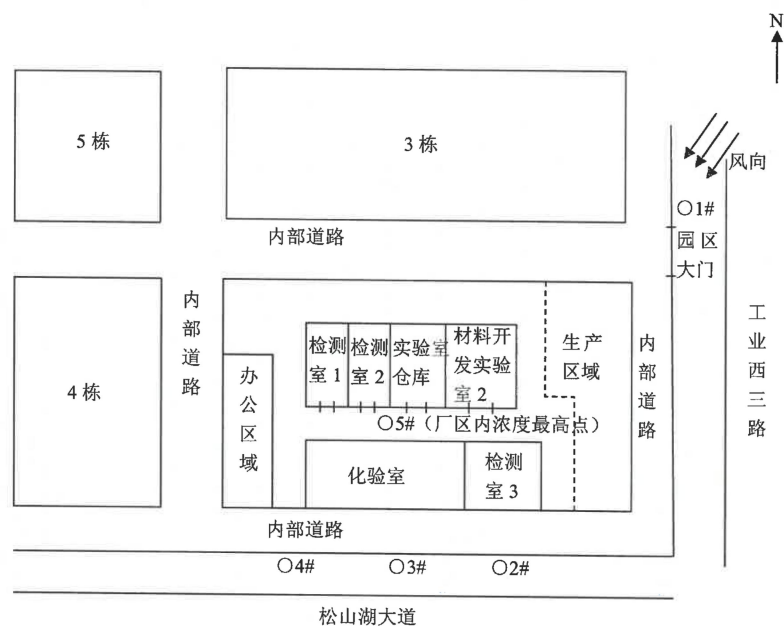 N
5 栋
3 栋
风向
○1#
内部道路
园区
大门
内部道路
工业西三路
4 栋
办公区域
检测
室 1
检测
室 2
实验室
仓库
材料开
发实验
室 2
生产
区域
内部道路
○5#（厂区内浓度最高点）
化验室
检测
室 3
内部道路
○4#
○3#
○2#
松山湖大道